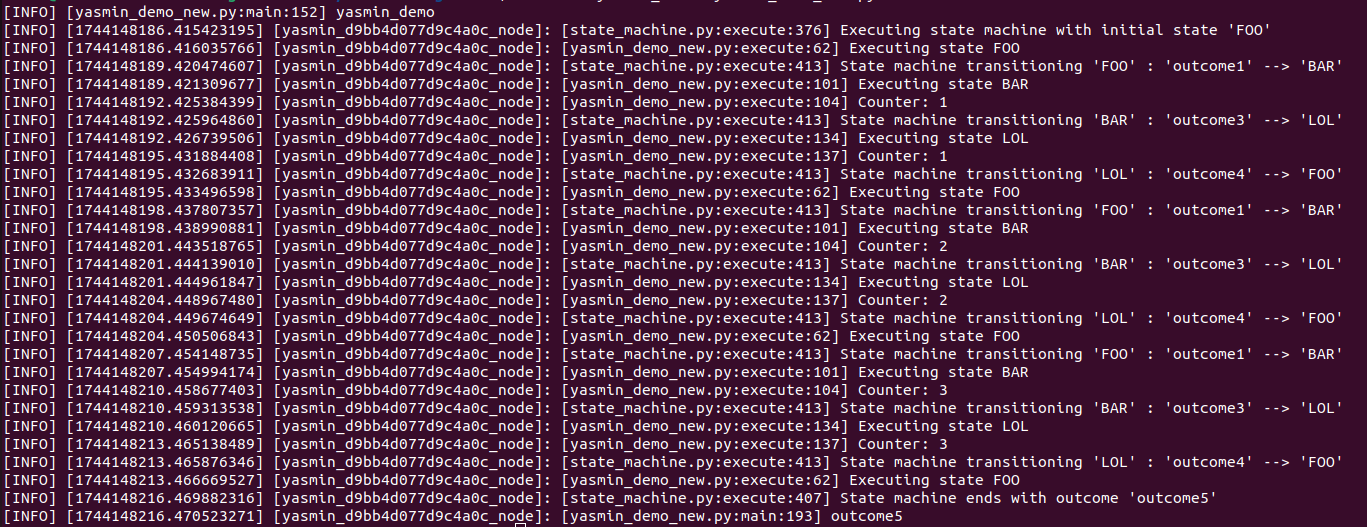 [INFO] [yasmin_demo_new.py:main:152] yasmin_demo
[INFO] [1744148186.415423195] [yasmin_d9bb4d077d9c4a0c_node]: [state_machine.py:execute:376] Executing state machine with initial state 'FOO'
[INFO] [1744148186.416035766] [yasmin_d9bb4d077d9c4a0c_node]: [yasmin_demo_new.py:execute:62] Executing state FOO
[INFO] [1744148189.420474607] [yasmin_d9bb4d077d9c4a0c_node]: [state_machine.py:execute:413] State machine transitioning 'FOO' : 'outcome1' --> 'BAR'
[INFO] [1744148189.421309677] [yasmin_d9bb4d077d9c4a0c_node]: [yasmin_demo_new.py:execute:101] Executing state BAR
[INFO] [1744148192.425384399] [yasmin_d9bb4d077d9c4a0c_node]: [yasmin_demo_new.py:execute:104] Counter: 1
[INFO] [1744148192.425964860] [yasmin_d9bb4d077d9c4a0c_node]: [state_machine.py:execute:413] State machine transitioning 'BAR' : 'outcome3' --> 'LOL'
[INFO] [1744148192.426739506] [yasmin_d9bb4d077d9c4a0c_node]: [yasmin_demo_new.py:execute:134] Executing state LOL
[INFO] [1744148195.431884408] [yasmin_d9bb4d077d9c4a0c_node]: [yasmin_demo_new.py:execute:137] Counter: 1
[INFO] [1744148195.432683911] [yasmin_d9bb4d077d9c4a0c_node]: [state_machine.py:execute:413] State machine transitioning 'LOL' : 'outcome4' --> 'FOO'
[INFO] [1744148195.433496598] [yasmin_d9bb4d077d9c4a0c_node]: [yasmin_demo_new.py:execute:62] Executing state FOO
[INFO] [1744148198.437807357] [yasmin_d9bb4d077d9c4a0c_node]: [state_machine.py:execute:413] State machine transitioning 'FOO' : 'outcome1' --> 'BAR'
[INFO] [1744148198.438990881] [yasmin_d9bb4d077d9c4a0c_node]: [yasmin_demo_new.py:execute:101] Executing state BAR
[INFO] [1744148201.443518765] [yasmin_d9bb4d077d9c4a0c_node]: [yasmin_demo_new.py:execute:104] Counter: 2
[INFO] [1744148201.444139010] [yasmin_d9bb4d077d9c4a0c_node]: [state_machine.py:execute:413] State machine transitioning 'BAR' : 'outcome3' --> 'LOL'
[INFO] [1744148201.444961847] [yasmin_d9bb4d077d9c4a0c_node]: [yasmin_demo_new.py:execute:134] Executing state LOL
[INFO] [1744148204.448967480] [yasmin_d9bb4d077d9c4a0c_node]: [yasmin_demo_new.py:execute:137] Counter: 2
[INFO] [1744148204.449674649] [yasmin_d9bb4d077d9c4a0c_node]: [state_machine.py:execute:413] State machine transitioning 'LOL' : 'outcome4' --> 'FOO'
[INFO] [1744148204.450506843] [yasmin_d9bb4d077d9c4a0c_node]: [yasmin_demo_new.py:execute:62] Executing state FOO
[INFO] [1744148207.454148735] [yasmin_d9bb4d077d9c4a0c_node]: [state_machine.py:execute:413] State machine transitioning 'FOO' : 'outcome1' --> 'BAR'
[INFO] [1744148207.454994174] [yasmin_d9bb4d077d9c4a0c_node]: [yasmin_demo_new.py:execute:101] Executing state BAR
[INFO] [1744148210.458677403] [yasmin_d9bb4d077d9c4a0c_node]: [yasmin_demo_new.py:execute:104] Counter: 3
[INFO] [1744148210.459313538] [yasmin_d9bb4d077d9c4a0c_node]: [state_machine.py:execute:413] State machine transitioning 'BAR' : 'outcome3' --> 'LOL'
[INFO] [1744148210.460120665] [yasmin_d9bb4d077d9c4a0c_node]: [yasmin_demo_new.py:execute:134] Executing state LOL
[INFO] [1744148213.465138489] [yasmin_d9bb4d077d9c4a0c_node]: [yasmin_demo_new.py:execute:137] Counter: 3
[INFO] [1744148213.465876346] [yasmin_d9bb4d077d9c4a0c_node]: [state_machine.py:execute:413] State machine transitioning 'LOL' : 'outcome4' --> 'FOO'
[INFO] [1744148213.466669527] [yasmin_d9bb4d077d9c4a0c_node]: [yasmin_demo_new.py:execute:62] Executing state FOO
[INFO] [1744148216.469882316] [yasmin_d9bb4d077d9c4a0c_node]: [state_machine.py:execute:407] State machine ends with outcome 'outcome5'
[INFO] [1744148216.470523271] [yasmin_d9bb4d077d9c4a0c_node]: [yasmin_demo_new.py:main:193] outcome5